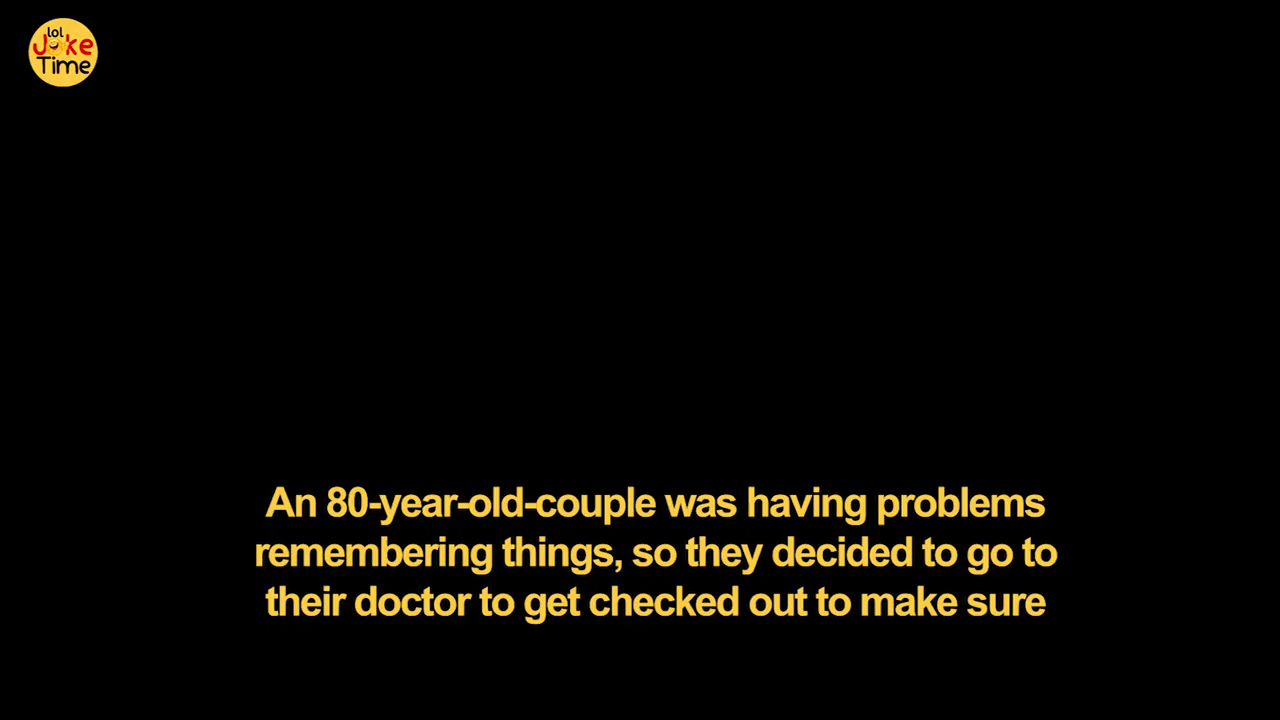 lol
Joke
Time
An 80-year-old-couple was having problems
remembering things, so they decided to go to
their doctor to get checked out to make sure